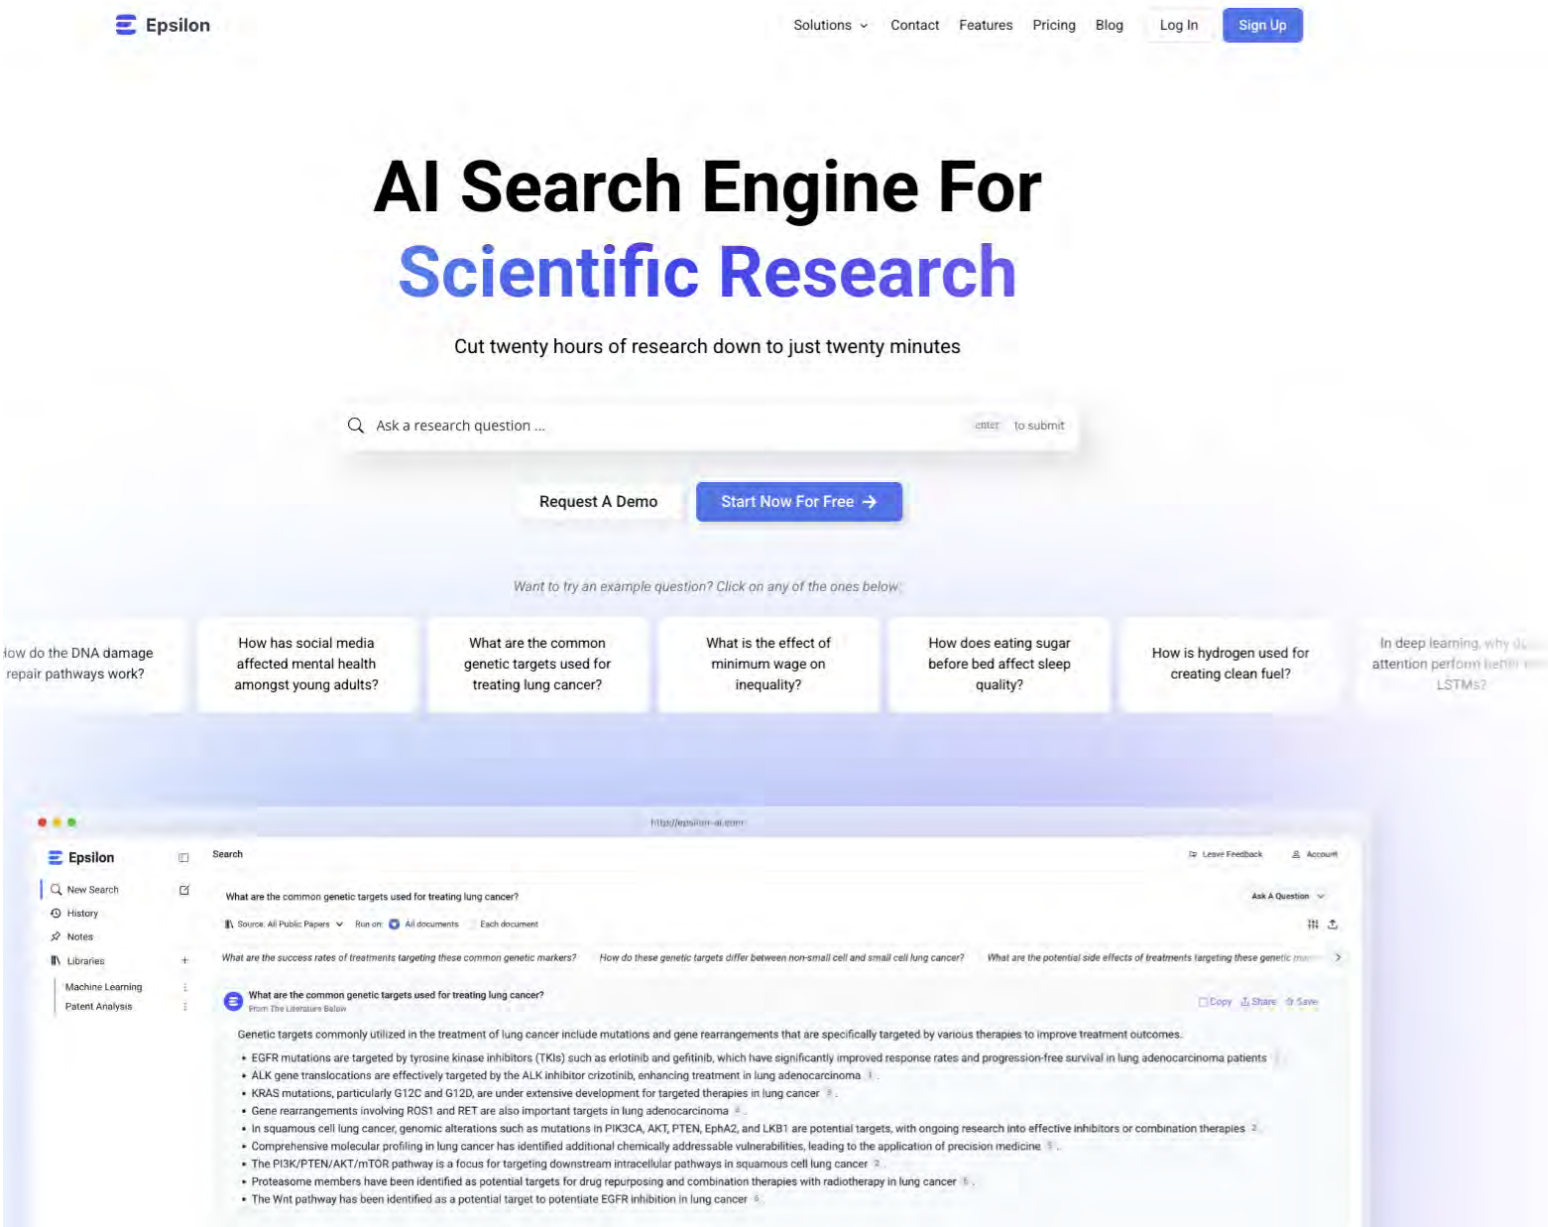 Epsilon
Solutions Contact Features Pricing Blog Log In Sign Up
AI Search Engine For
Scientific Research
Cut twenty hours of research down to just twenty minutes
Ask a research question ...
enter to submit
Request A Demo
Start Now For Free →
Want to try an example question? Click on any of the ones below:
How do the DNA damage
repair pathways work?
How has social media
affected mental health
amongst young adults?
What are the common
genetic targets used for
treating lung cancer?
What is the effect of
minimum wage on
inequality?
How does eating sugar
before bed affect sleep
quality?
How is hydrogen used for
creating clean fuel?
In deep learning, why
attention perform better
LSTMs?
http://epsilon-ai.com
Epsilon
New Search
History
Notes
Libraries +
Machine Learning
Patent Analysis
Search
Leave Feedback Account
What are the common genetic targets used for treating lung cancer?
Ask A Question
Source: All Public Papers Run on: All documents Each document
What are the success rates of treatments targeting these common genetic markers? How do these genetic targets differ between non-small cell and small cell lung cancer? What are the potential side effects of treatments targeting these genetic
What are the common genetic targets used for treating lung cancer?
From The Literature Below
Copy Share Save
Genetic targets commonly utilized in the treatment of lung cancer include mutations and gene rearrangements that are specifically targeted by various therapies to improve treatment outcomes.
• EGFR mutations are targeted by tyrosine kinase inhibitors (TKIs) such as erlotinib and gefitinib, which have significantly improved response rates and progression-free survival in lung adenocarcinoma patients
• ALK gene translocations are effectively targeted by the ALK inhibitor crizotinib, enhancing treatment in lung adenocarcinoma 1 .
• KRAS mutations, particularly G12C and G12D, are under extensive development for targeted therapies in lung cancer 3 .
• Gene rearrangements involving ROS1 and RET are also important targets in lung adenocarcinoma .
• In squamous cell lung cancer, genomic alterations such as mutations in PIK3CA, AKT, PTEN, EphA2, and LKB1 are potential targets, with ongoing research into effective inhibitors or combination therapies 2 .
• Comprehensive molecular profiling in lung cancer has identified additional chemically addressable vulnerabilities, leading to the application of precision medicine 5 .
• The PI3K/PTEN/AKT/mTOR pathway is a focus for targeting downstream intracellular pathways in squamous cell lung cancer 2 .
• Proteasome members have been identified as potential targets for drug repurposing and combination therapies with radiotherapy in lung cancer .
• The Wnt pathway has been identified as a potential target to potentiate EGFR inhibition in lung cancer .